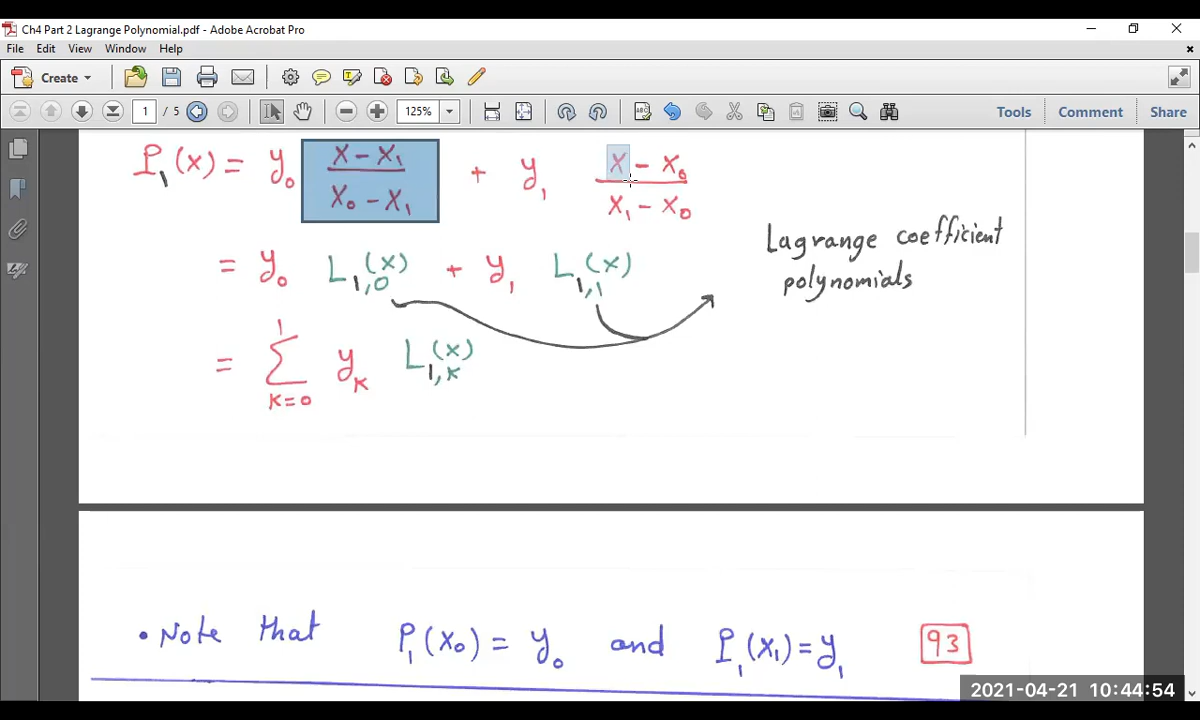 Ch4 Part 2 Lagrange Polynomial.pdf - Adobe Acrobat Pro
File Edit View Window Help
Create
1 / 5 125% Tools Comment Share
P₁(x) = y₀ (x - x₁)/(x₀ - x₁) + y₁ (x - x₀)/(x₁ - x₀)
= y₀ L₁,₀(x) + y₁ L₁,₁(x)
Lagrange coefficient
polynomials
= ∑_{k=0}^{1} y_k L_{1,k}(x)
• Note that P₁(x₀) = y₀ and P₁(x₁) = y₁ 93
2021-04-21 10:44:54